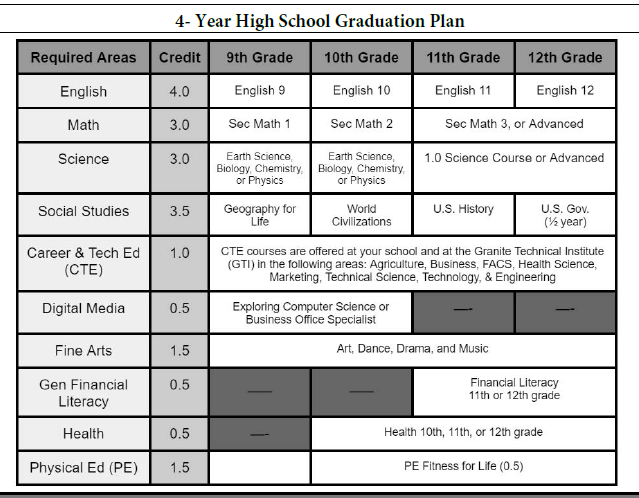 4- Year High School Graduation Plan
Required Areas Credit 9th Grade 10th Grade 11th Grade 12th Grade
English 4.0 English 9 English 10 English 11 English 12
Math 3.0 Sec Math 1 Sec Math 2 Sec Math 3, or Advanced
Science 3.0
Earth Science,
Biology, Chemistry,
or Physics
Earth Science,
Biology, Chemistry,
or Physics
1.0 Science Course or Advanced
Social Studies 3.5
Geography for
Life
World
Civilizations
U.S. History
U.S. Gov.
(½ year)
Career & Tech Ed
(CTE)
1.0
CTE courses are offered at your school and at the Granite Technical Institute
(GTI) in the following areas: Agriculture, Business, FACS, Health Science,
Marketing, Technical Science, Technology, & Engineering
Digital Media 0.5
Exploring Computer Science or
Business Office Specialist
Fine Arts 1.5 Art, Dance, Drama, and Music
Gen Financial
Literacy
0.5
Financial Literacy
11th or 12th grade
Health 0.5 Health 10th, 11th, or 12th grade
Physical Ed (PE) 1.5 PE Fitness for Life (0.5)